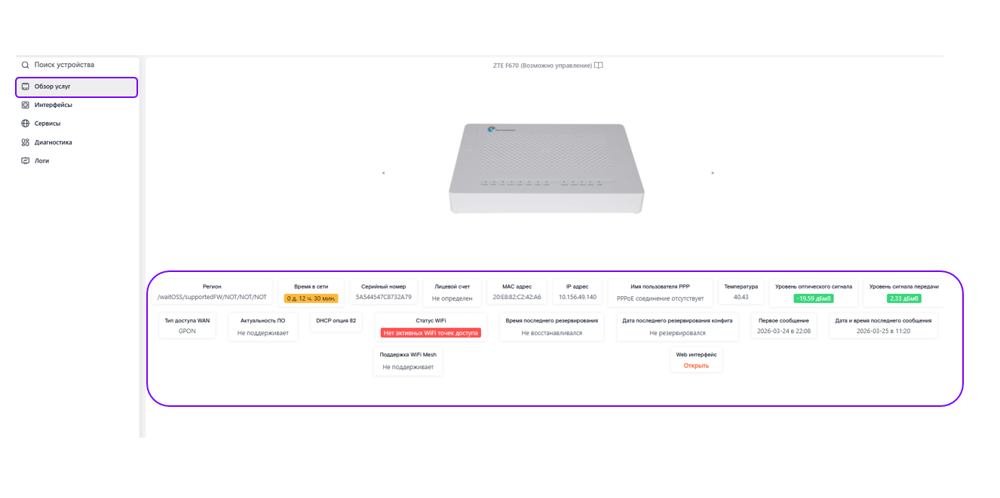 Поиск устройства
ZTE F670 (Возможно управление)
Обзор услуг
Интерфейсы
Сервисы
Диагностика
Логи
<
>
Регион
/waitOSS/supportedFW/NOT/NOT/NOT
Время в сети
0 д. 12 ч. 30 мин.
Серийный номер
5A544547C8732A79
Лицевой счет
Не определен
MAC адрес
20:E8:82:C2:42:A6
IP адрес
10.156.49.140
Имя пользователя PPP
PPPoE соединение отсутствует
Температура
40.43
Уровень оптического сигнала
-19.59 дБмВ
Уровень сигнала передачи
2.33 дБмВ
Тип доступа WAN
GPON
Актуальность ПО
Не поддерживает
DHCP опция 82
Статус WiFi
Нет активных WiFi точек доступа
Время последнего резервирования
Не восстанавливался
Дата последнего резервирования конфига
Не резервировался
Первое сообщение
2026-03-24 в 22:08
Дата и время последнего сообщения
2026-03-25 в 11:20
Поддержка WiFi Mesh
Не поддерживает
Web интерфейс
Открыть